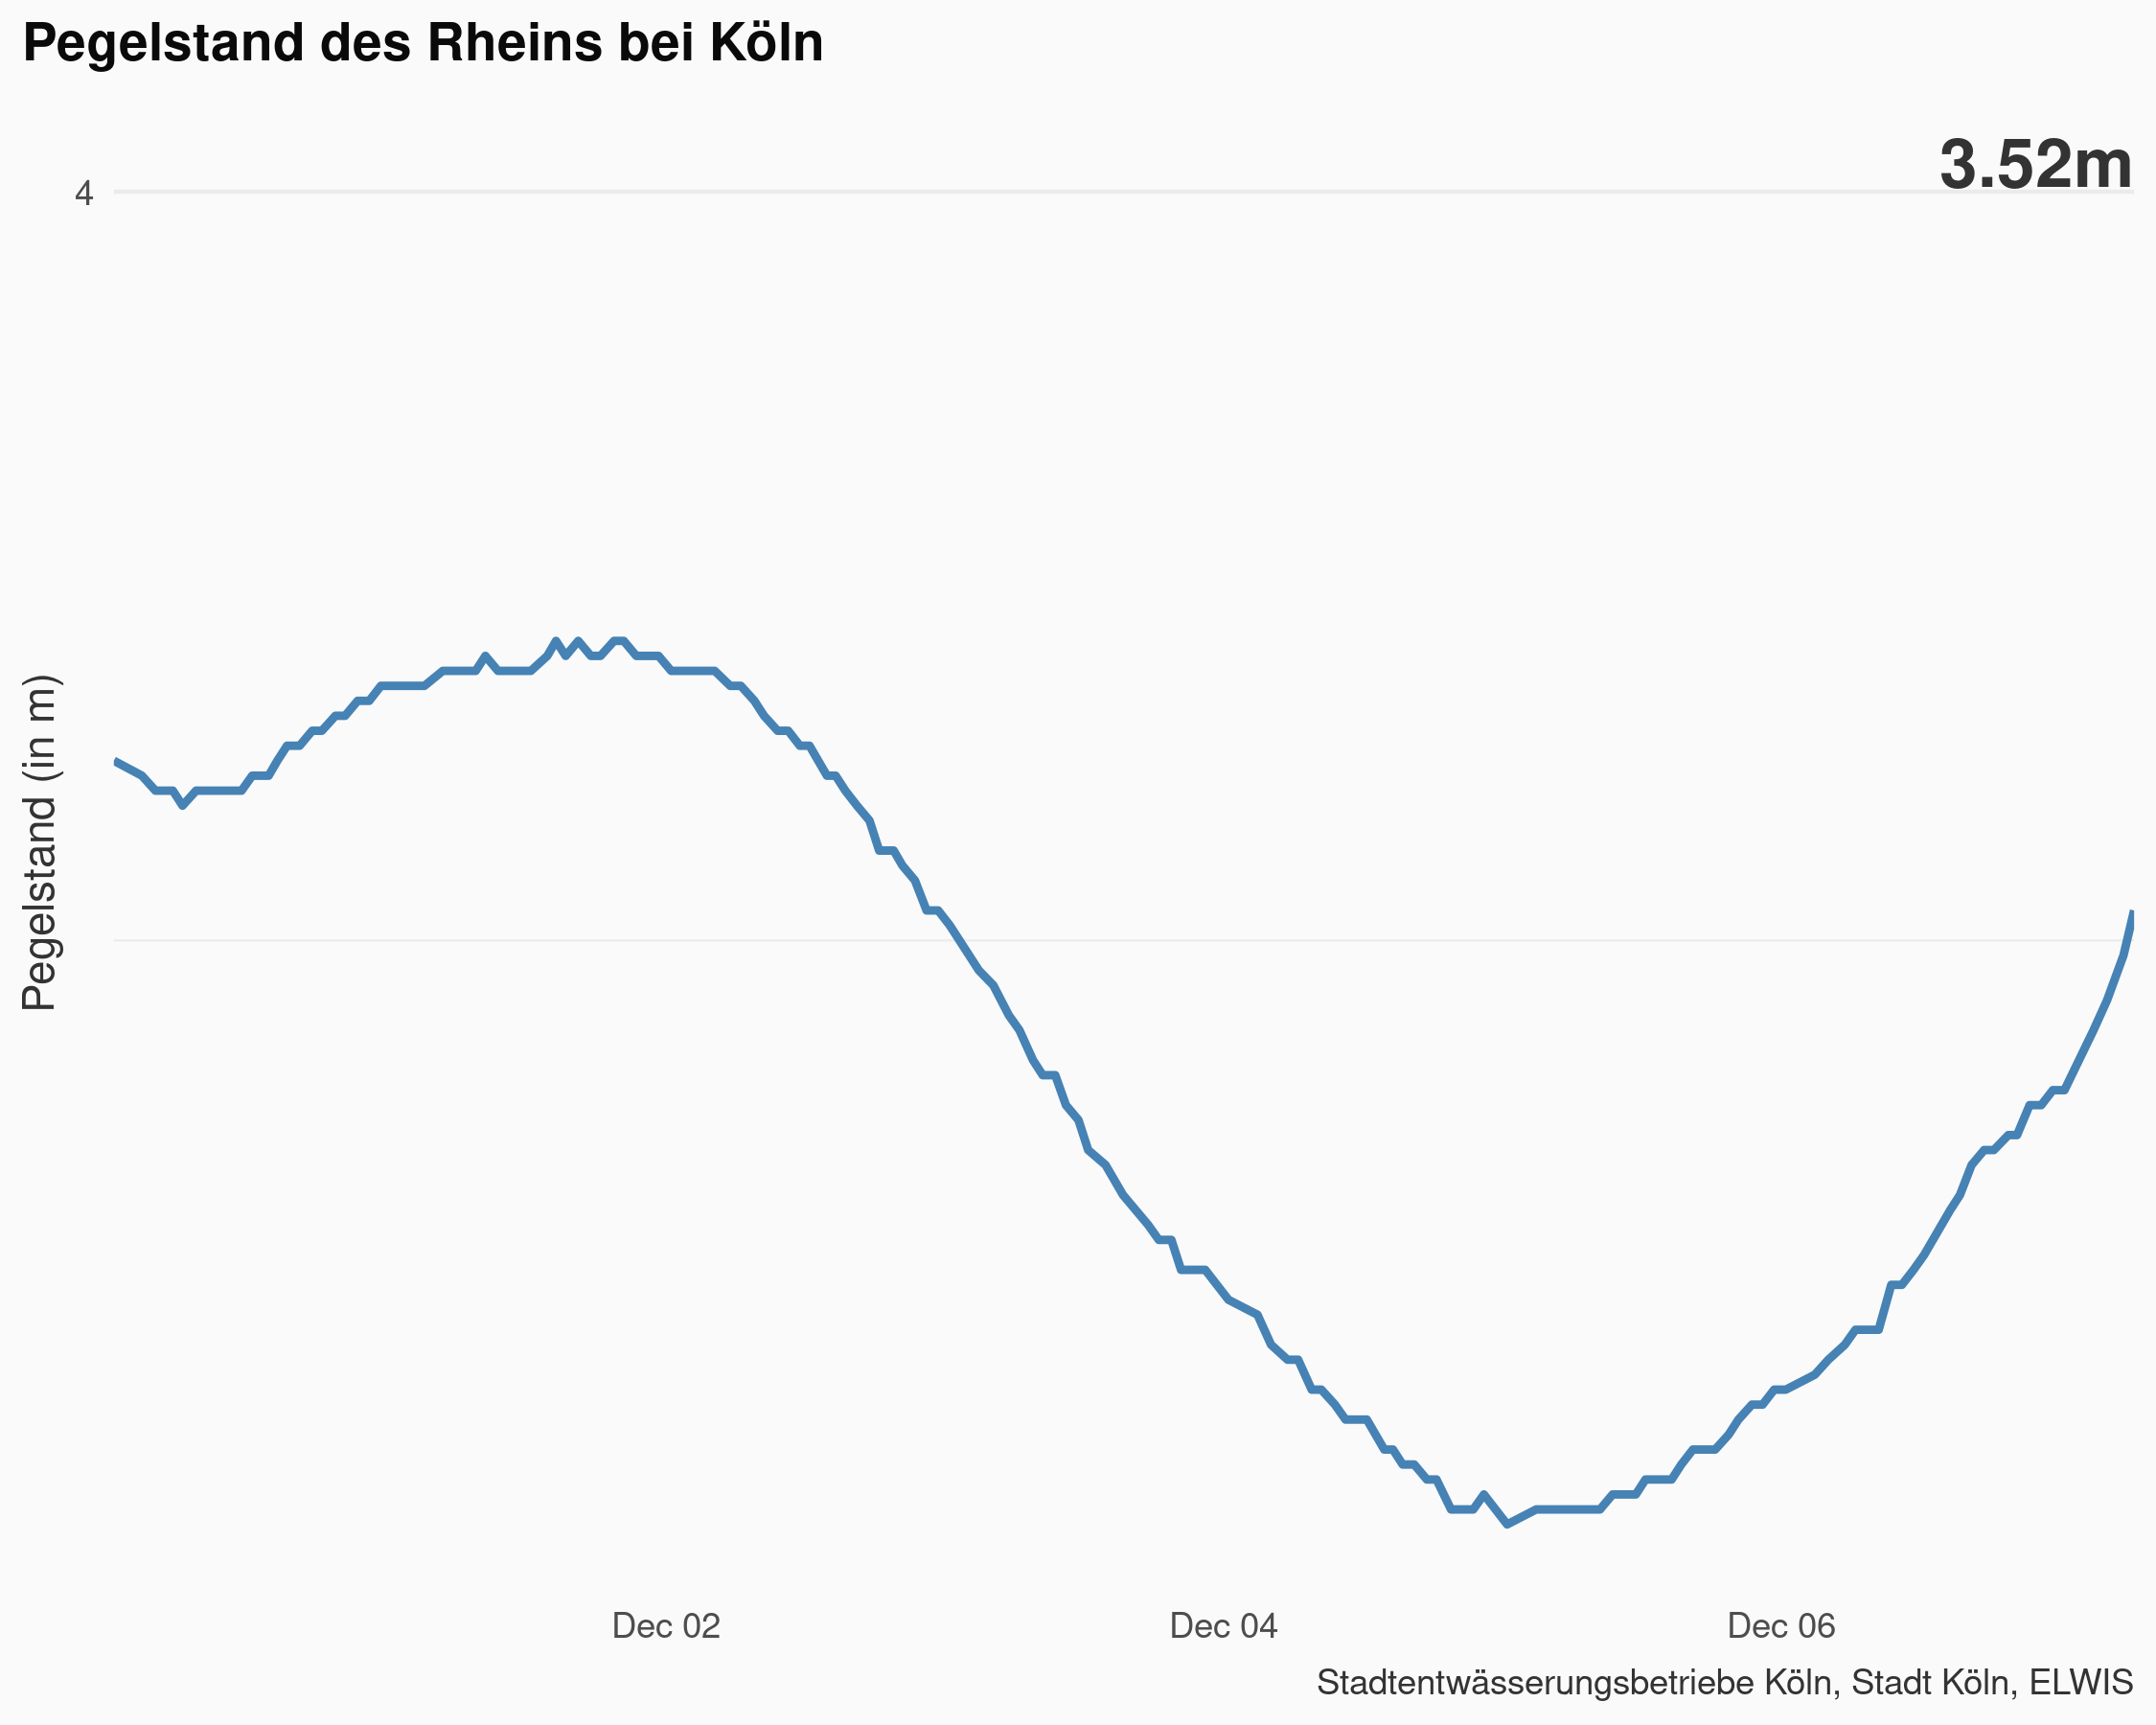 Pegelstand des Rheins bei Köln
3.52m
4
Pegelstand (in m)
Dec 02
Dec 04
Dec 06
Stadtentwässerungsbetriebe Köln, Stadt Köln, ELWIS